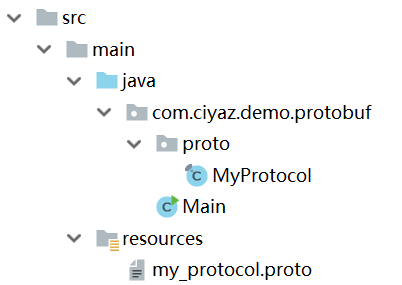 src
main
java
com.ciyaz.demo.protobuf
proto
MyProtocol
Main
resources
my_protocol.proto